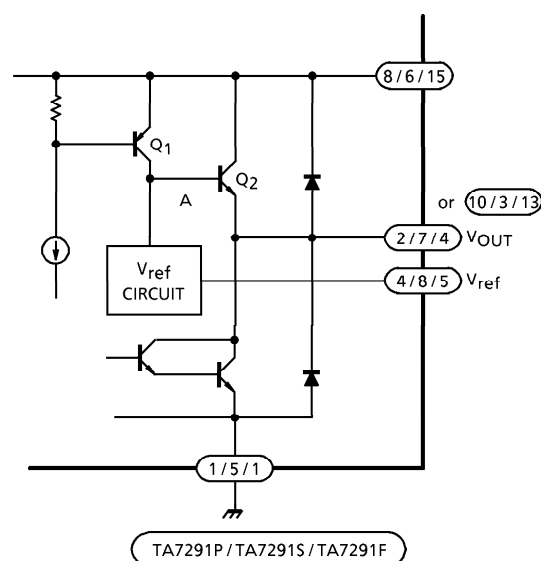 8/6/15
Q1
Q2
A
or 10/3/13
2/7/4 VOUT
Vref
CIRCUIT
4/8/5 Vref
1/5/1
TA7291P/TA7291S/TA7291F